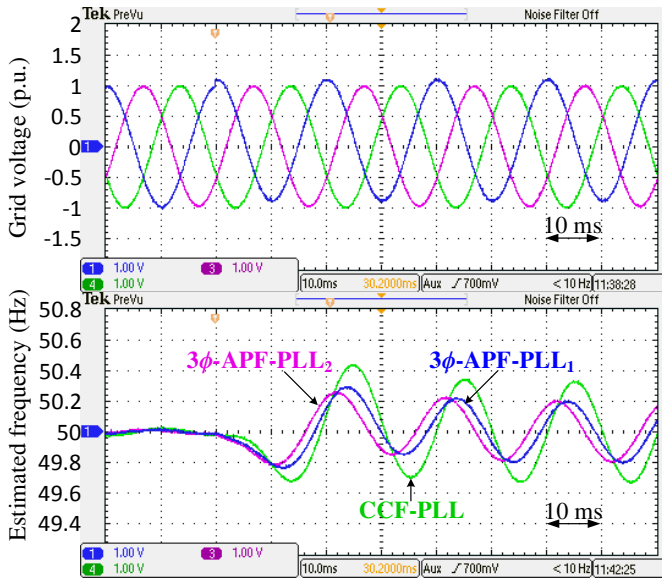 Tek PreVu
Noise Filter Off
T
T
Grid voltage (p.u.)
2
1.5
1
0.5
0
-0.5
-1
-1.5
1
10 ms
1 1.00 V 3 1.00 V
4 1.00 V
10.0ms 30.2000ms Aux 700mV < 10 Hz 11:38:28
Tek PreVu
Noise Filter Off
T
T
Estimated frequency (Hz)
50.8
50.6
50.4
50.2
50
49.8
49.6
49.4
1
3ϕ-APF-PLL2
3ϕ-APF-PLL1
CCF-PLL
10 ms
1 1.00 V 3 1.00 V
4 1.00 V
10.0ms 30.2000ms Aux 700mV < 10 Hz 11:42:25